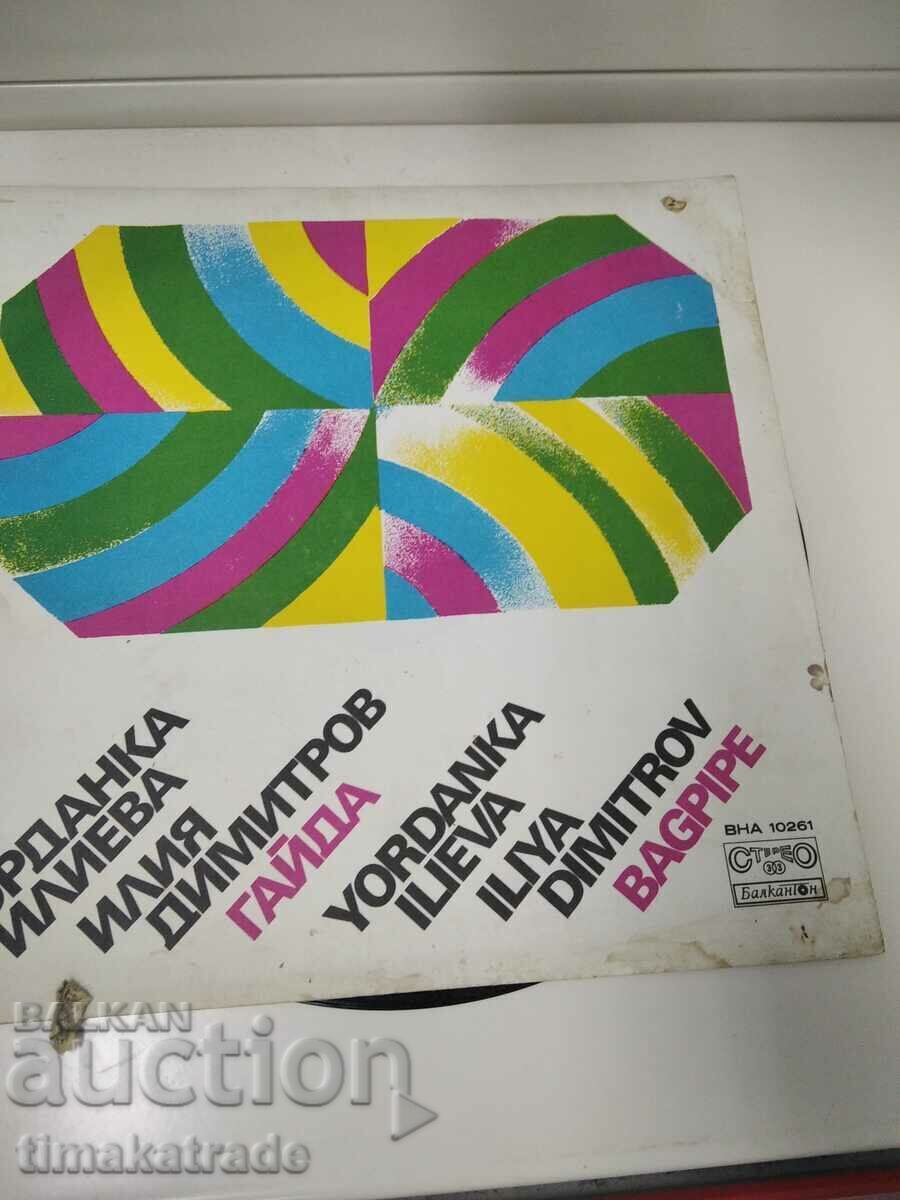 ОРДАНКА
ИЛИЕВА
ИЛИЯ
ДИМИТРОВ
ГАЙДА
YORDANKA
ILIEVA
ILIYA
DIMITROV
BAGPIPE
ВНА 10261
СТЕРЕО
33
Балкантон
BALKAN
auction
timakatrade